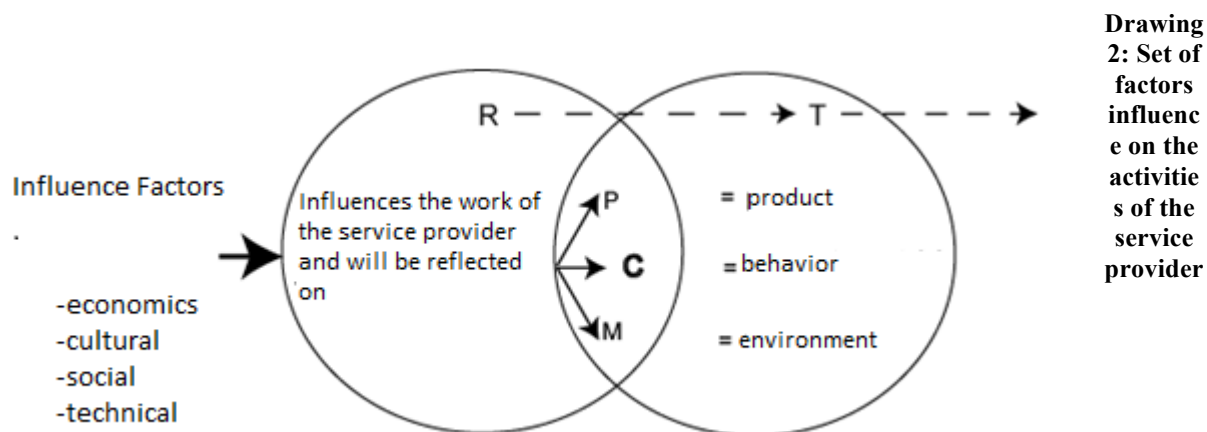 Drawing
2: Set of
factors
influenc
e on the
activitie
s of the
service
provider
R T
Influence Factors
.
-economics
-cultural
-social
-technical
Influences the work of
the service provider
and will be reflected
on
P = product
C = behavior
M = environment